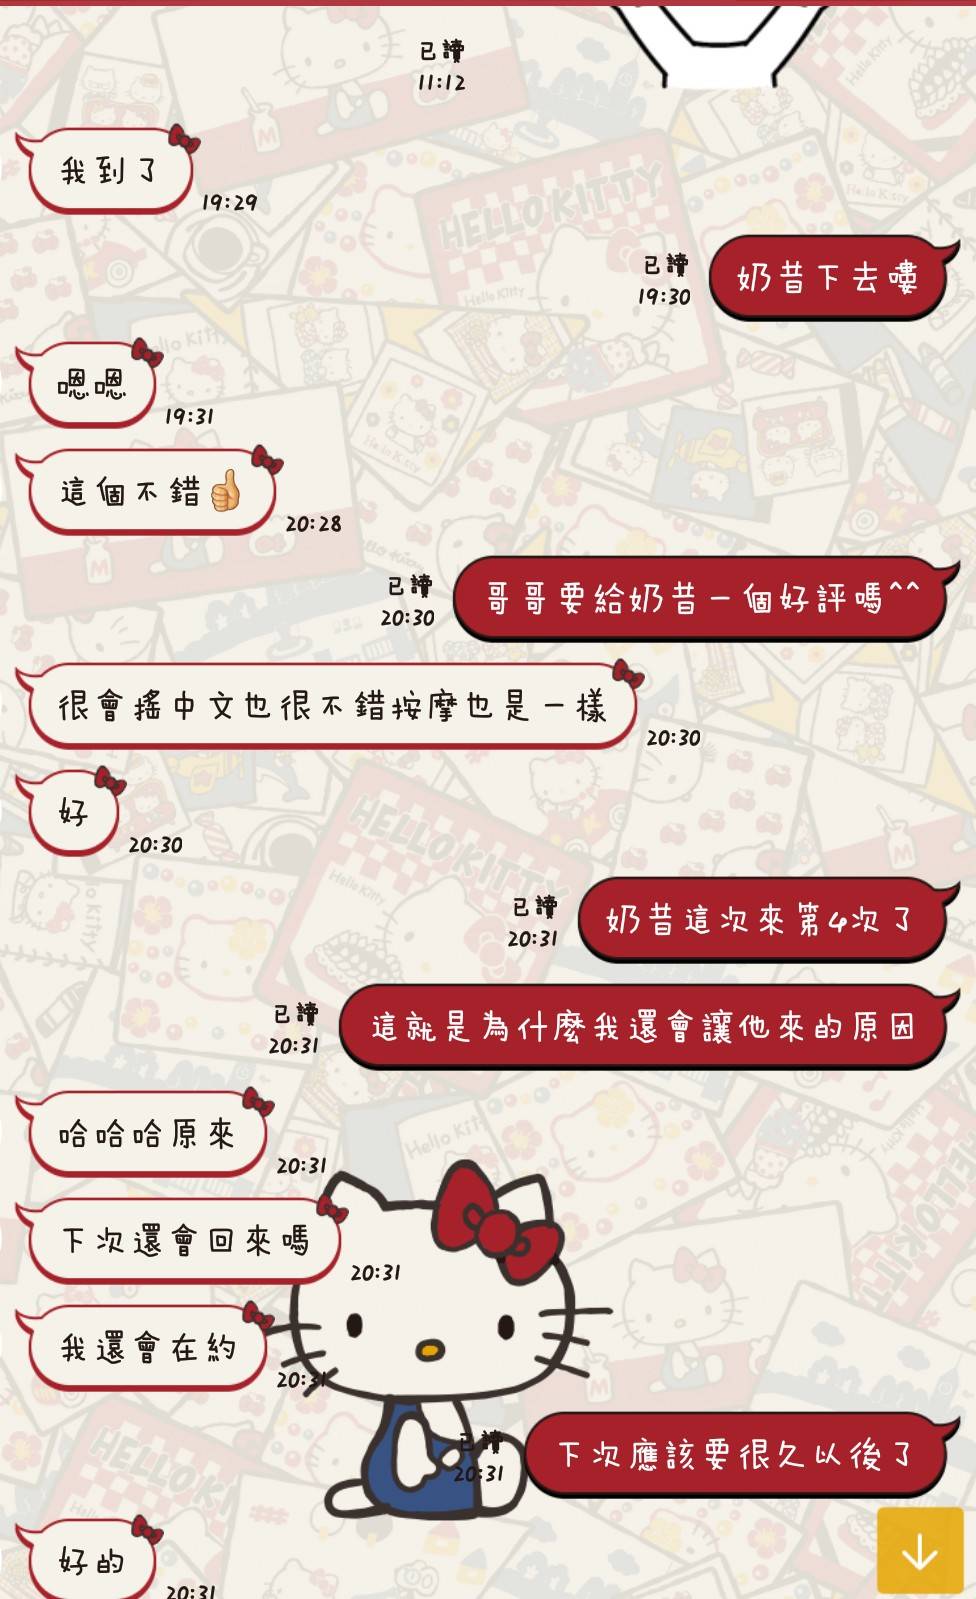 已讀
11:12
我到了
19:29
奶昔下去嘍
已讀
19:30
嗯嗯
19:31
這個不錯👍
20:28
哥哥要給奶昔一個好評嗎^^
已讀
20:30
很會搖中文也很不錯按摩也是一樣
20:30
好
20:30
奶昔這次來第4次了
已讀
20:31
這就是為什麼我還會讓他來的原因
已讀
20:31
哈哈哈原來
20:31
下次還會回來嗎
20:31
我還會在約
20:31
下次應該要很久以後了
已讀
20:31
好的
20:31
HELLO KITTY
Hello Kitty
HELLO KITTY
Hello Kitty